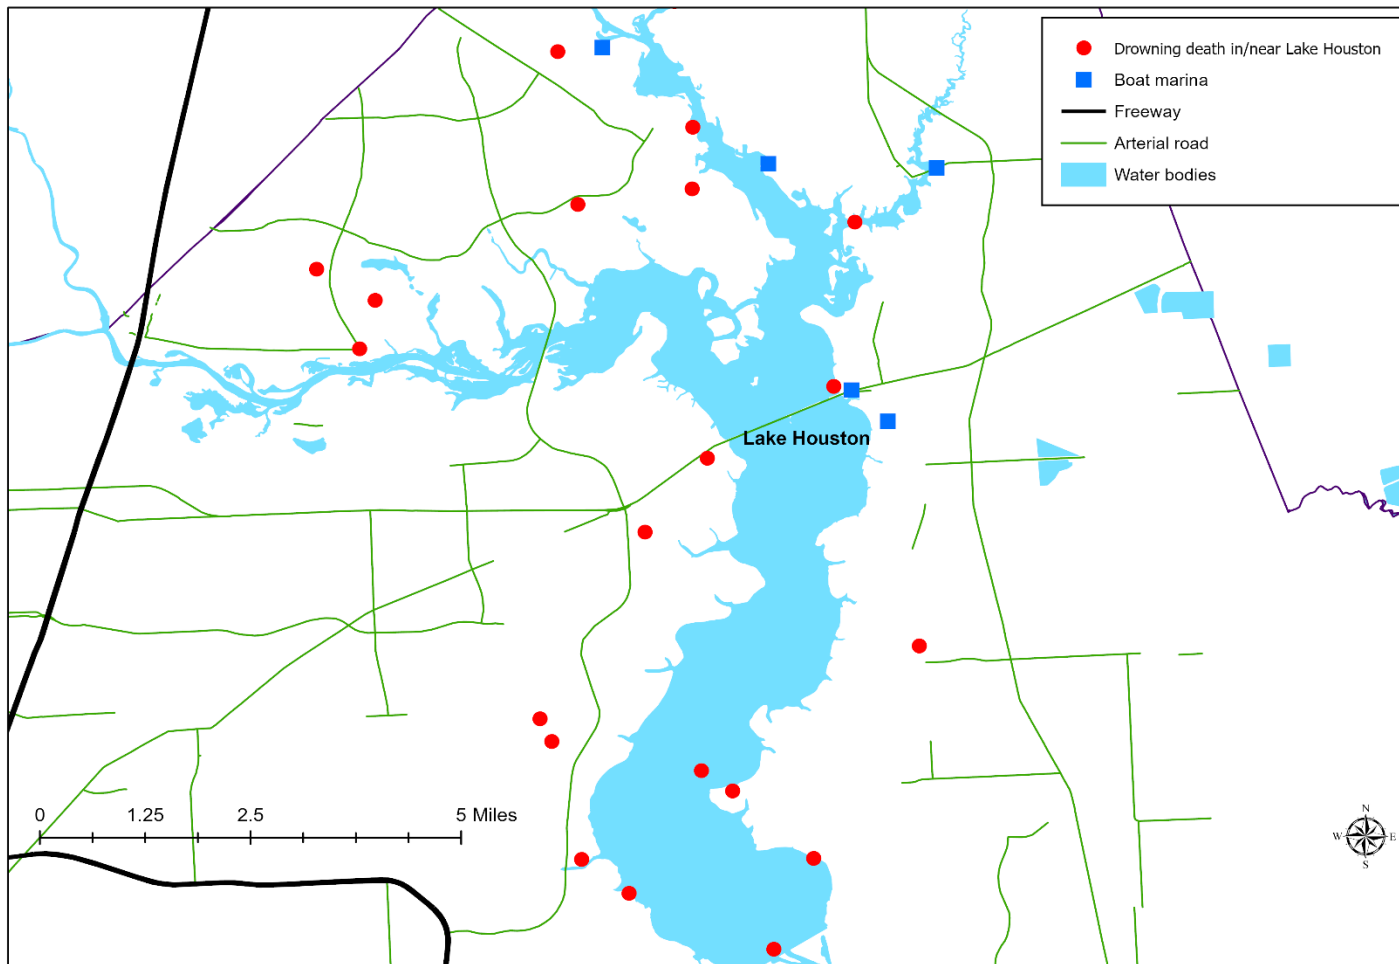 Drowning death in/near Lake Houston
Boat marina
Freeway
Arterial road
Water bodies
Lake Houston
0 1.25 2.5 5 Miles
N
W E
S